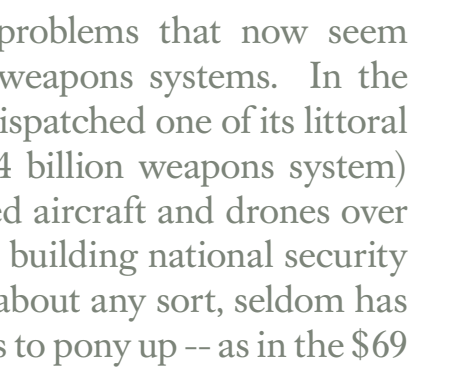 problems that now seem
weapons systems. In the
ispatched one of its littoral
4 billion weapons system)
ed aircraft and drones over
building national security
about any sort, seldom has
s to pony up -- as in the $69